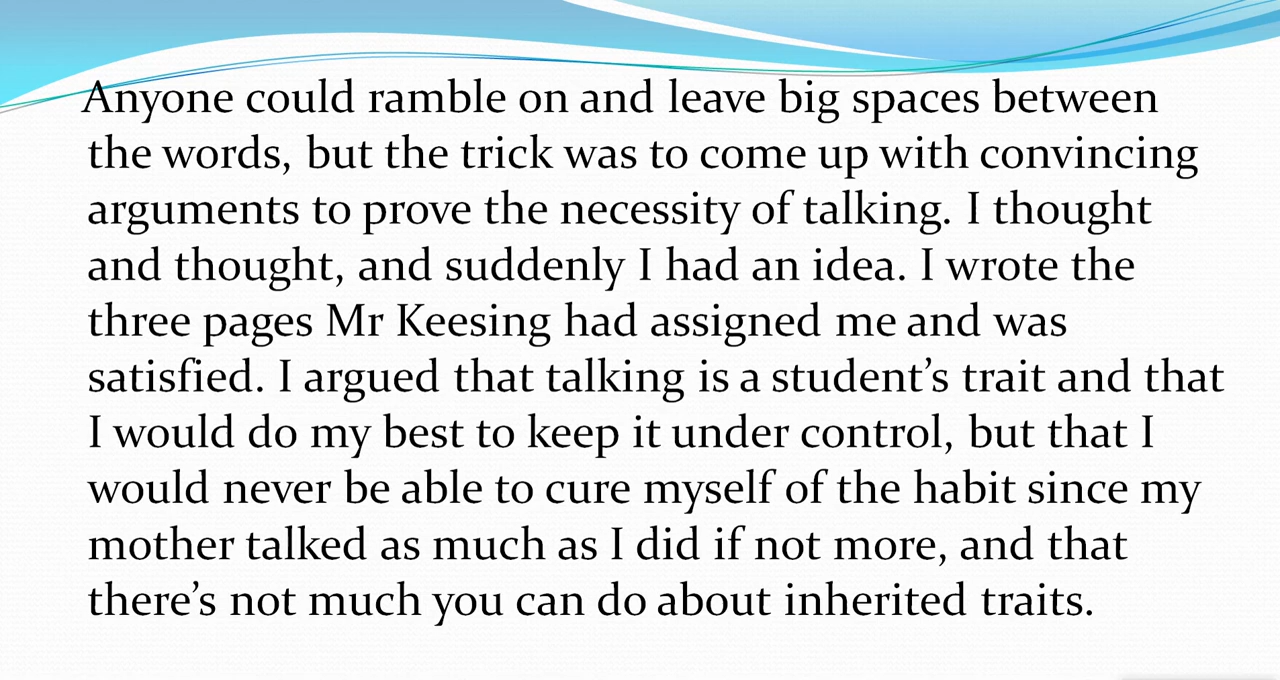 Anyone could ramble on and leave big spaces between
the words, but the trick was to come up with convincing
arguments to prove the necessity of talking. I thought
and thought, and suddenly I had an idea. I wrote the
three pages Mr Keesing had assigned me and was
satisfied. I argued that talking is a student’s trait and that
I would do my best to keep it under control, but that I
would never be able to cure myself of the habit since my
mother talked as much as I did if not more, and that
there’s not much you can do about inherited traits.